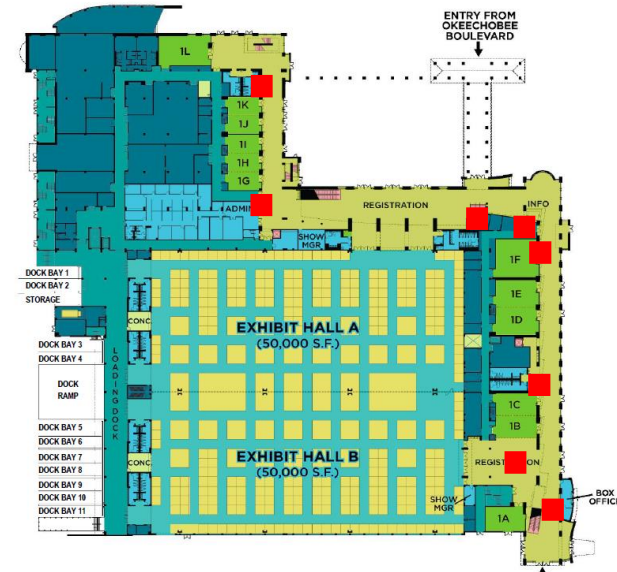 ENTRY FROM
OKEECHOBEE
BOULEVARD
1L
1K
1J
1I
1H
1G
ADMIN
REGISTRATION
INFO
SHOW
MGR
1F
DOCK BAY 1
DOCK BAY 2
STORAGE
1E
1D
CONC.
EXHIBIT HALL A
(50,000 S.F.)
DOCK BAY 3
DOCK BAY 4
LOADING DOCK
DOCK
RAMP
1C
1B
DOCK BAY 5
DOCK BAY 6
DOCK BAY 7
DOCK BAY 8
CONC
EXHIBIT HALL B
(50,000 S.F.)
DOCK BAY 9
DOCK BAY 10
DOCK BAY 11
SHOW
MGR
1A
BOX
OFFIC